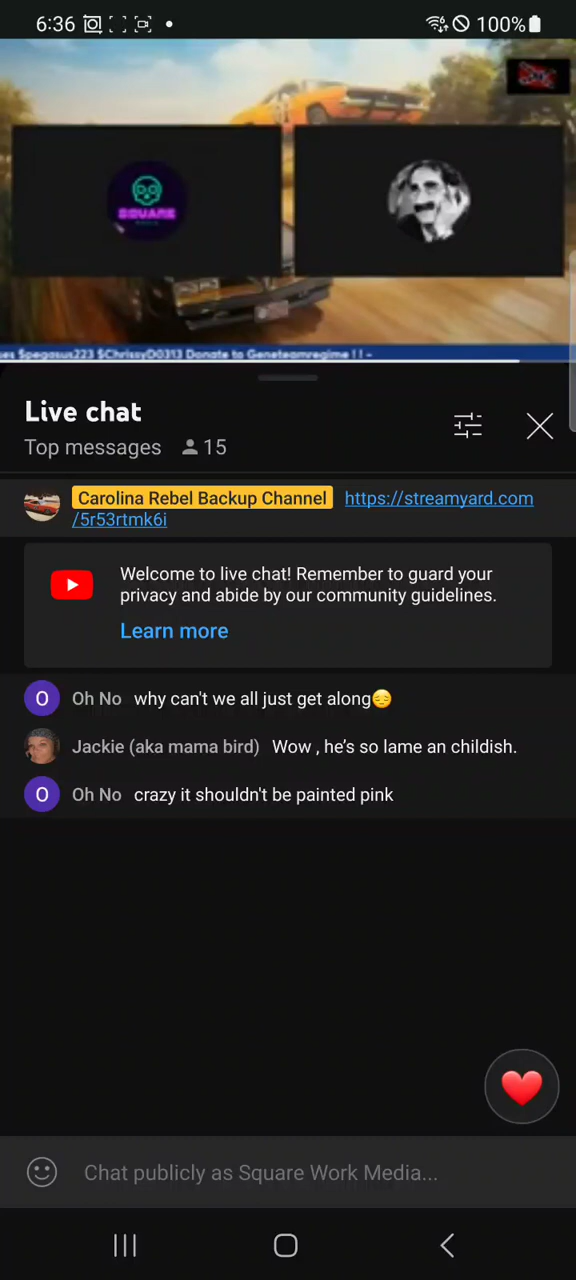 6:36
100%
SQUARE
es $pegasus223 $ChrissyD0313 Donate to Geneteamregime ! ! -
Live chat
Top messages 15
Carolina Rebel Backup Channel https://streamyard.com
/5r53rtmk6i
Welcome to live chat! Remember to guard your
privacy and abide by our community guidelines.
Learn more
O Oh No why can't we all just get along😔
Jackie (aka mama bird) Wow , he's so lame an childish.
O Oh No crazy it shouldn't be painted pink
Chat publicly as Square Work Media...